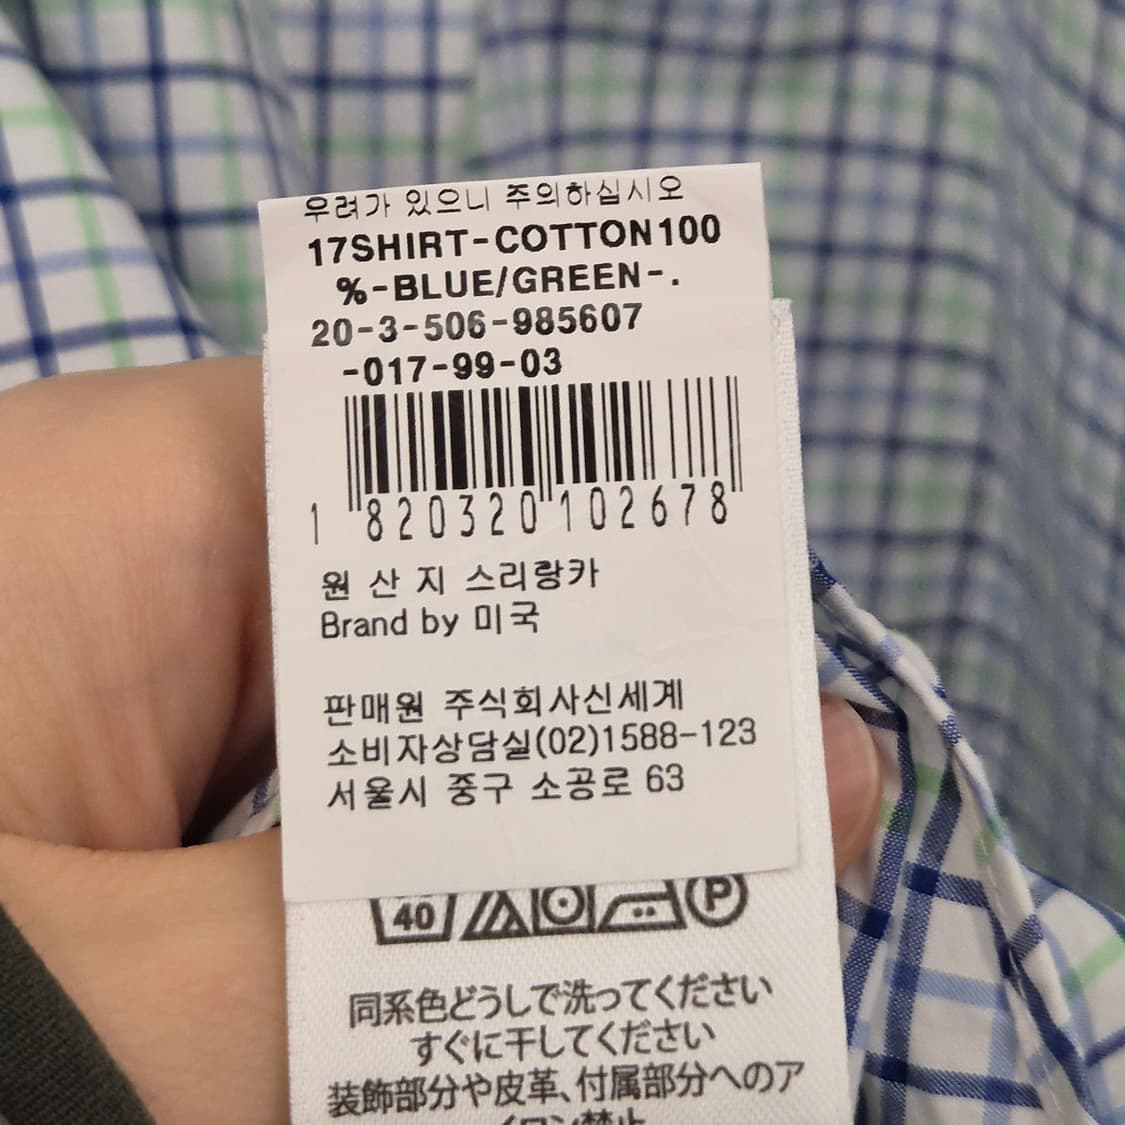 우려가 있으니 주의하십시오
17SHIRT-COTTON100
%-BLUE/GREEN-.
20-3-506-985607
-017-99-03
1 820320 102678
원 산 지 스리랑카
Brand by 미국
판매원 주식회사신세계
소비자상담실(02)1588-123
서울시 중구 소공로 63
40 P
同系色どうしで洗ってください
すぐに干してください
装飾部分や皮革、付属部分へのア
イロン禁止